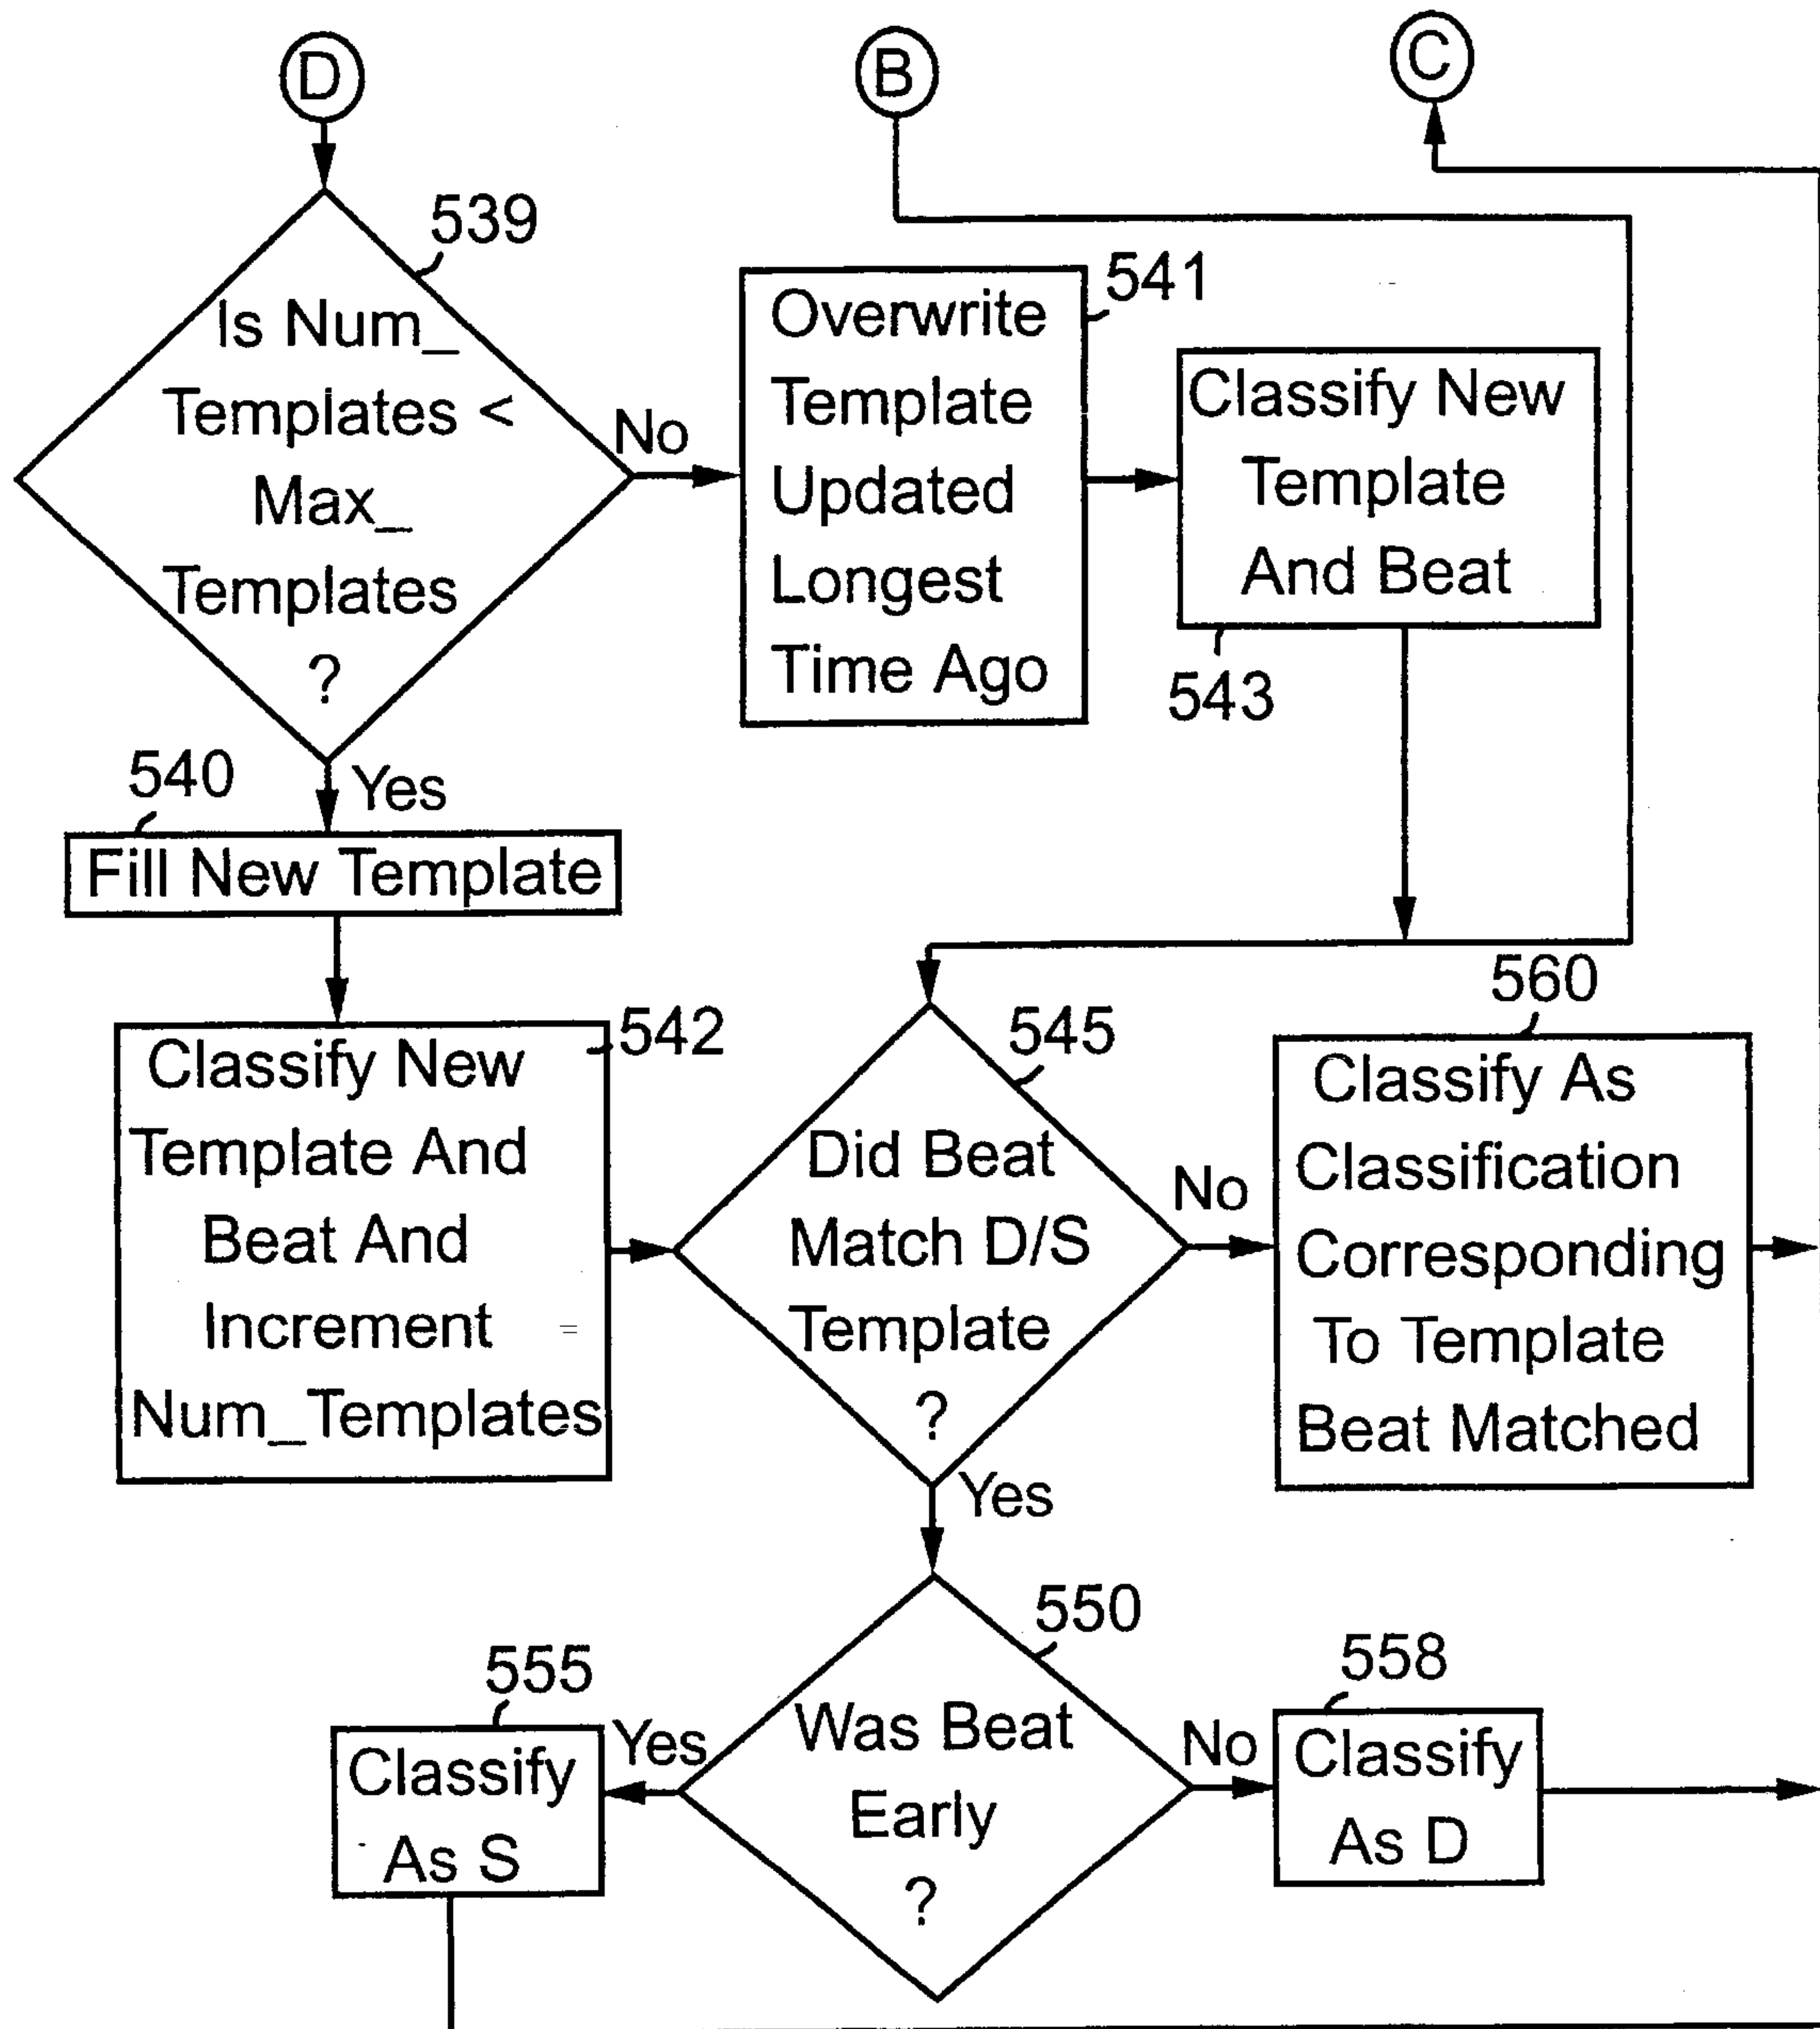 D
B
C
539
Is Num_
Templates <
Max_
Templates
?
No
Yes
541
Overwrite
Template
Updated
Longest
Time Ago
Classify New
Template
And Beat
543
540
Fill New Template
542
Classify New
Template And
Beat And
Increment
Num_Templates
545
Did Beat
Match D/S
Template
?
No
Yes
560
Classify As
Classification
Corresponding
To Template
Beat Matched
550
Was Beat
Early
?
Yes
No
555
Classify
As S
558
Classify
As D